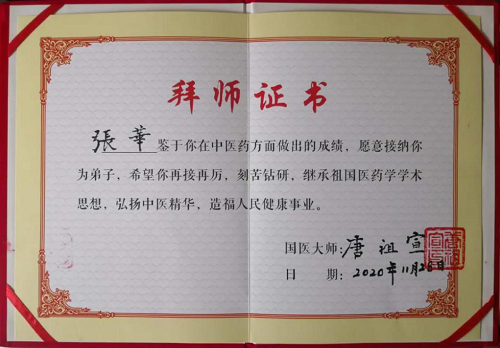 拜师证书
張華鉴于你在中医药方面做出的成绩，愿意接纳你
为弟子，希望你再接再厉，刻苦钻研，继承祖国医药学学术
思想，弘扬中医精华，造福人民健康事业。
国医大师：唐祖宣
日 期：2020年11月28日